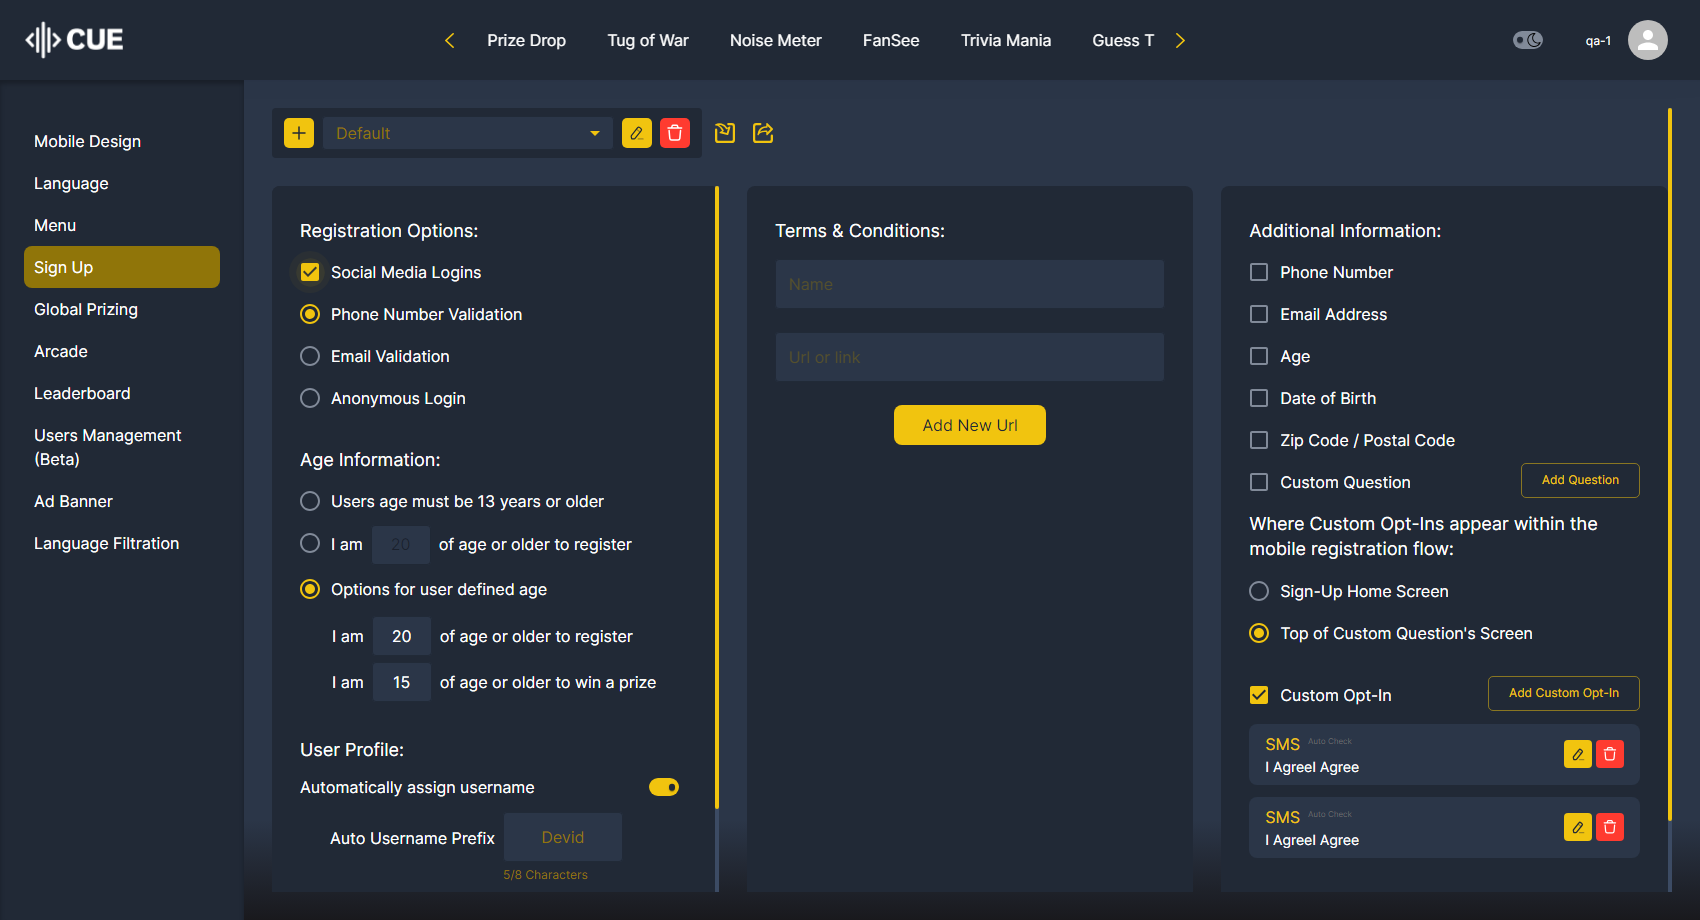 CUE
Prize Drop
Tug of War
Noise Meter
FanSee
Trivia Mania
Guess T
qa-1
Mobile Design
Language
Menu
Sign Up
Global Prizing
Arcade
Leaderboard
Users Management
(Beta)
Ad Banner
Language Filtration
Default
Registration Options:
Social Media Logins
Phone Number Validation
Email Validation
Anonymous Login
Age Information:
Users age must be 13 years or older
I am 20 of age or older to register
Options for user defined age
I am 20 of age or older to register
I am 15 of age or older to win a prize
User Profile:
Automatically assign username
Auto Username Prefix Devid
5/8 Characters
Terms & Conditions:
Name
Url or link
Add New Url
Additional Information:
Phone Number
Email Address
Age
Date of Birth
Zip Code / Postal Code
Custom Question Add Question
Where Custom Opt-Ins appear within the
mobile registration flow:
Sign-Up Home Screen
Top of Custom Question's Screen
Custom Opt-In Add Custom Opt-In
SMS Auto Check
I AgreeI Agree
SMS Auto Check
I AgreeI Agree